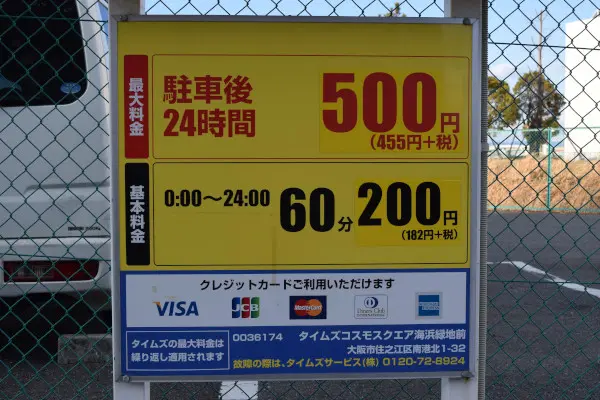 最大料金
駐車後
24時間
500円
(455円+税)
基本料金
0:00～24:00
60分
200円
(182円+税)
クレジットカードご利用いただけます
VISA
JCB
MasterCard
Diners Club
INTERNATIONAL
AMERICAN EXPRESS
タイムズの最大料金は
繰り返し適用されます
0036174
タイムズコスモスクエア海浜緑地前
大阪市住之江区南港北1-32
故障の際は、タイムズサービス(株) 0120-72-8924